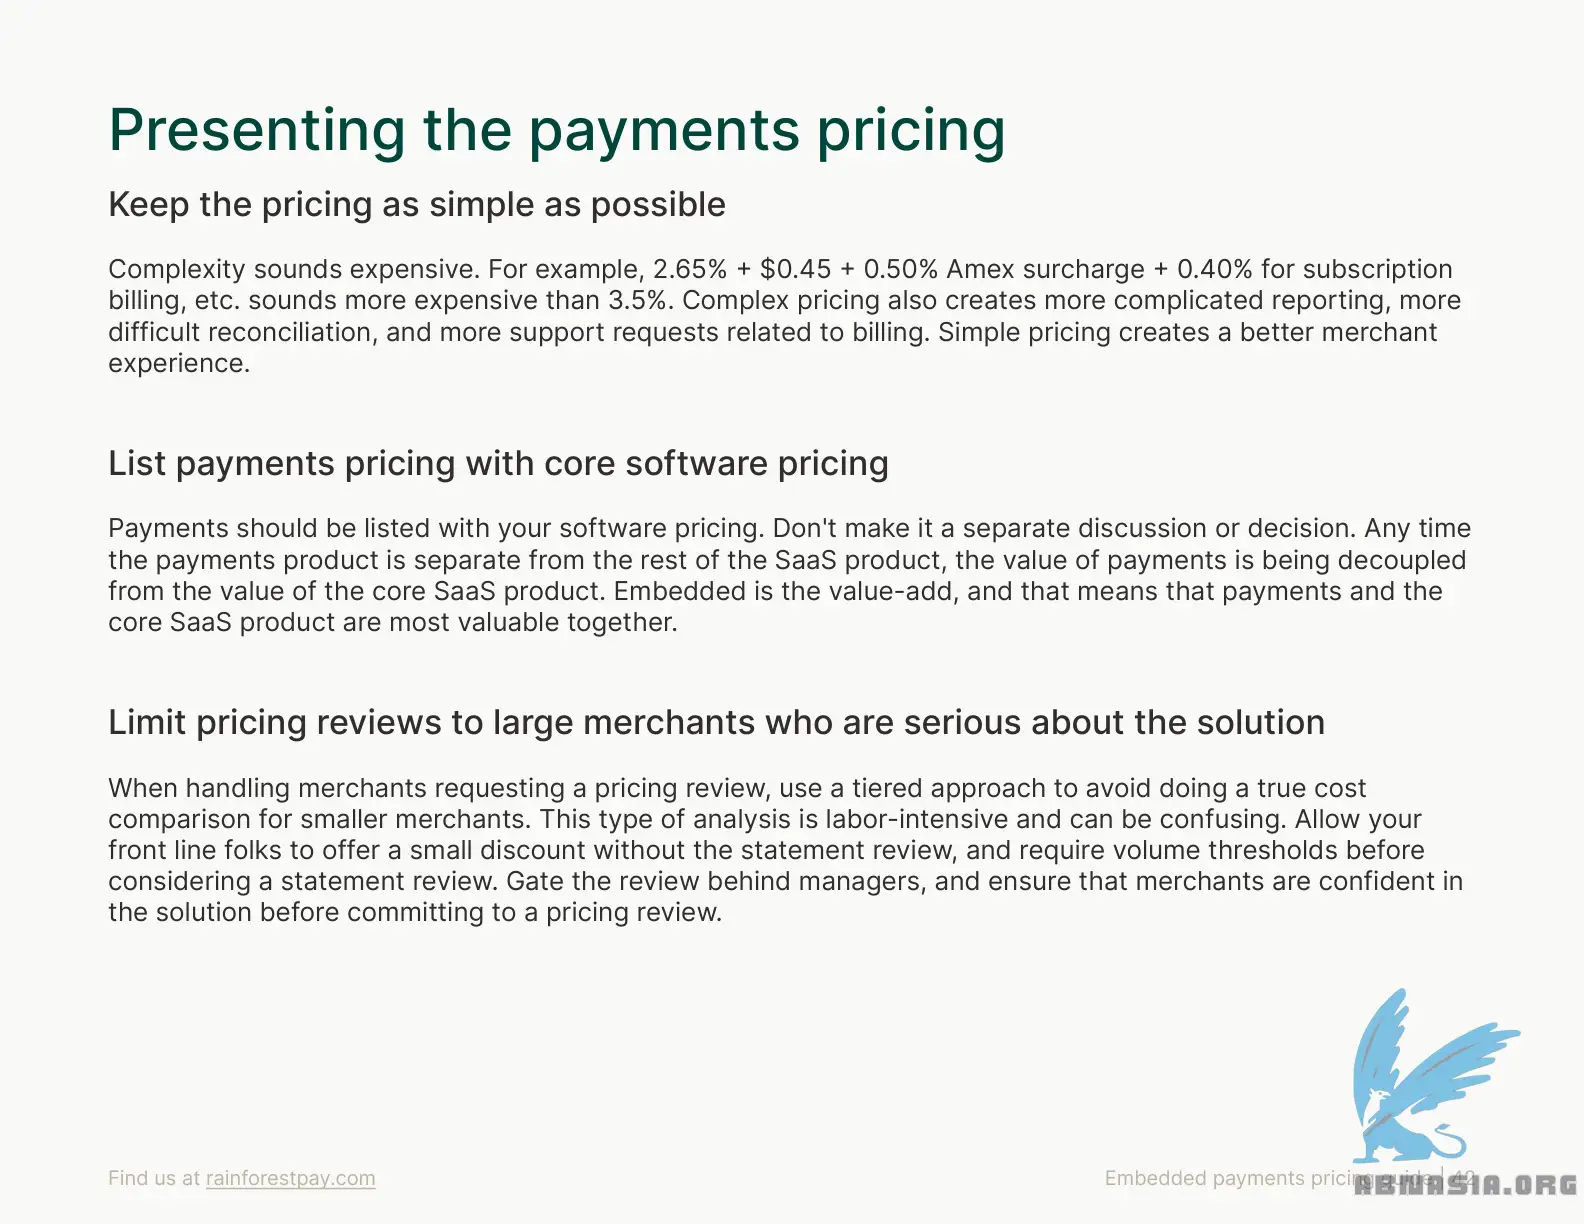 Presenting the payments pricing
Keep the pricing as simple as possible
Complexity sounds expensive. For example, 2.65% + $0.45 + 0.50% Amex surcharge + 0.40% for subscription
billing, etc. sounds more expensive than 3.5%. Complex pricing also creates more complicated reporting, more
difficult reconciliation, and more support requests related to billing. Simple pricing creates a better merchant
experience.
List payments pricing with core software pricing
Payments should be listed with your software pricing. Don't make it a separate discussion or decision. Any time
the payments product is separate from the rest of the SaaS product, the value of payments is being decoupled
from the value of the core SaaS product. Embedded is the value-add, and that means that payments and the
core SaaS product are most valuable together.
Limit pricing reviews to large merchants who are serious about the solution
When handling merchants requesting a pricing review, use a tiered approach to avoid doing a true cost
comparison for smaller merchants. This type of analysis is labor-intensive and can be confusing. Allow your
front line folks to offer a small discount without the statement review, and require volume thresholds before
considering a statement review. Gate the review behind managers, and ensure that merchants are confident in
the solution before committing to a pricing review.
Find us at rainforestpay.com
Embedded payments pricing guide | 42